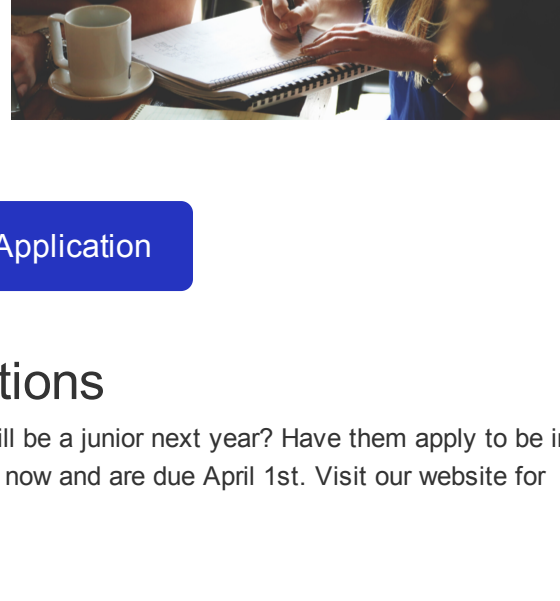 Application
tions
ill be a junior next year? Have them apply to be i
now and are due April 1st. Visit our website for